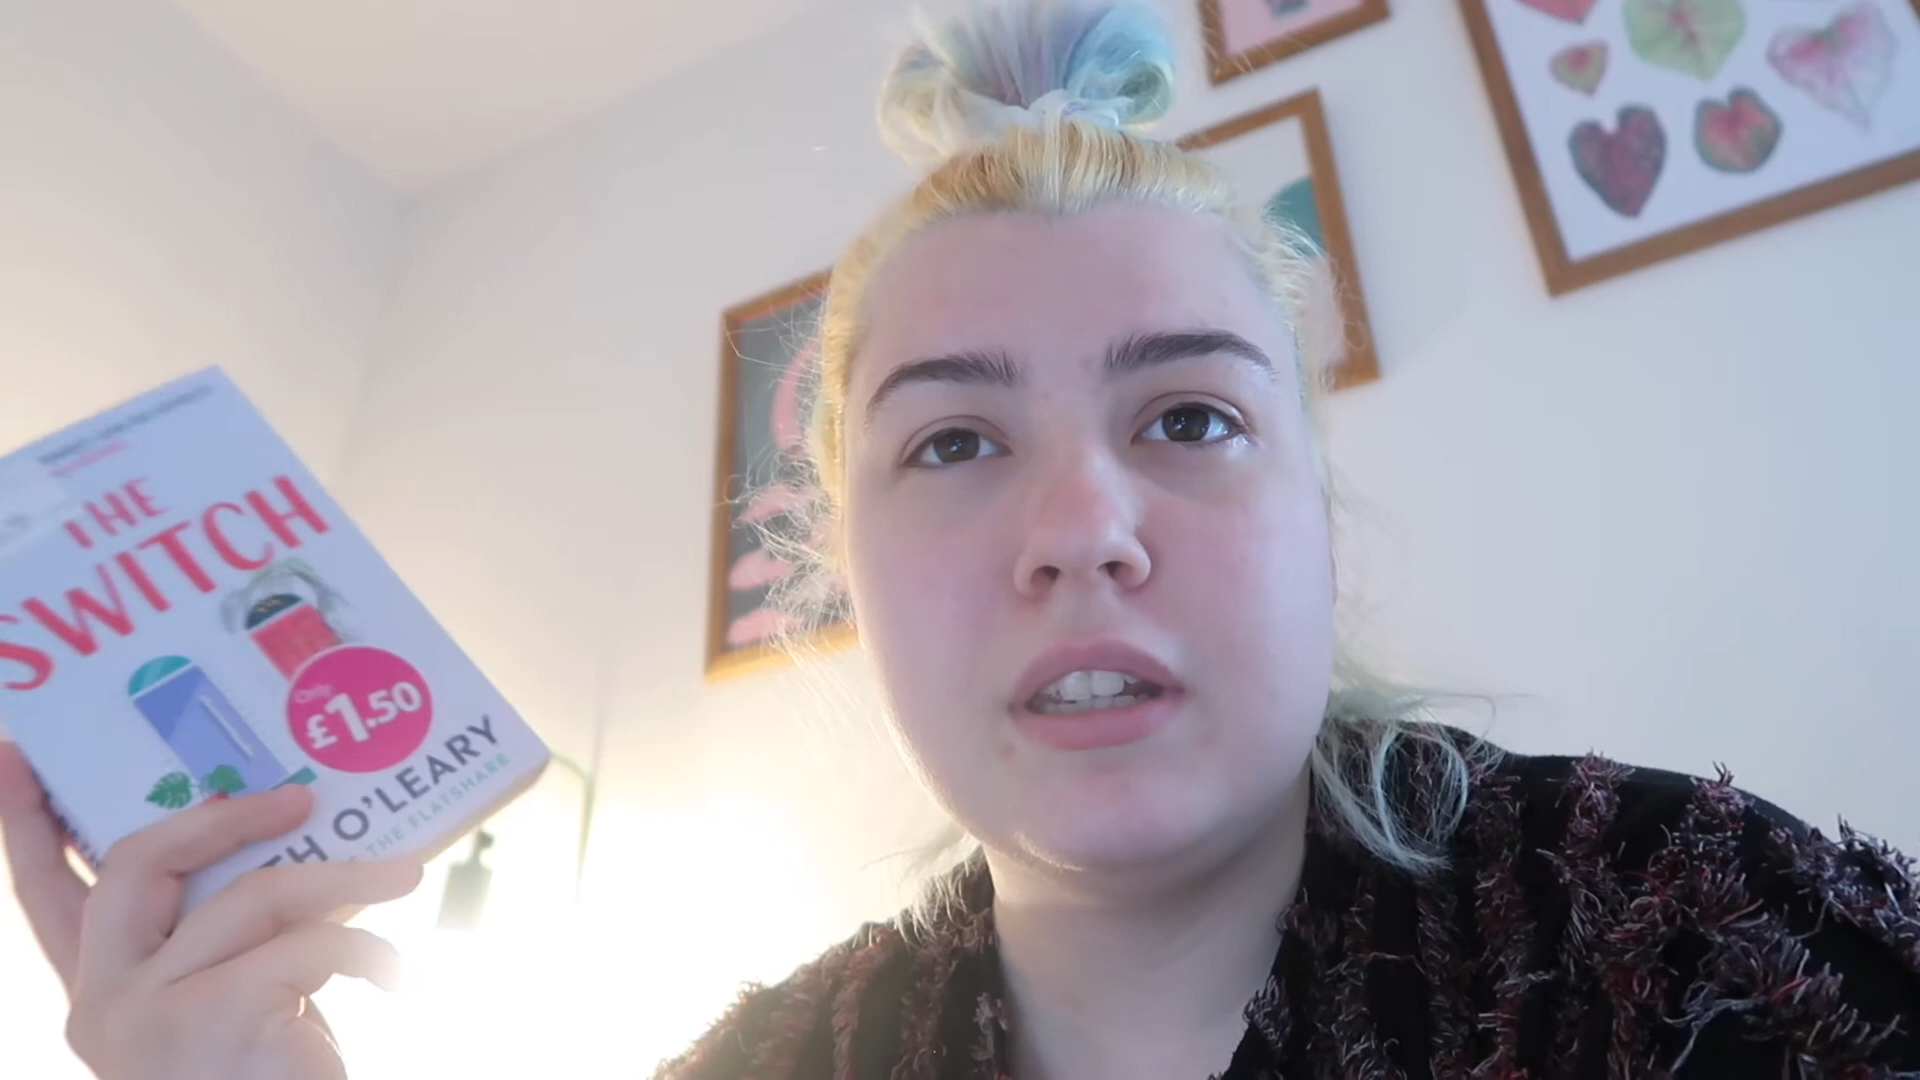 THE
SWITCH
Only
£1.50
TH O'LEARY
THE FLATSHARE